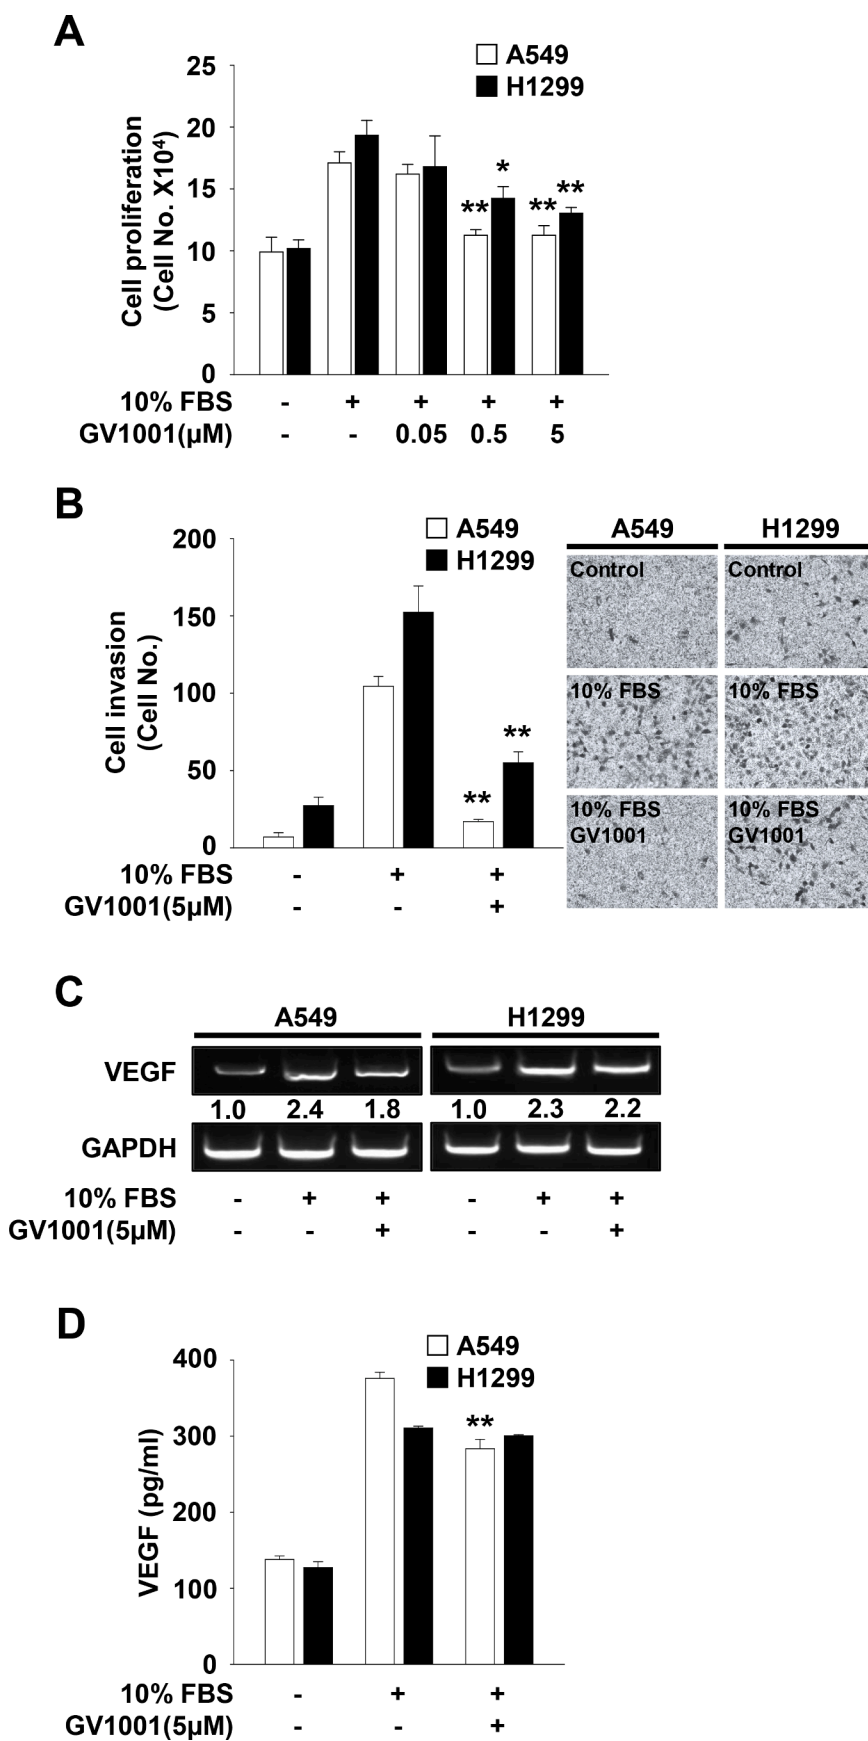 A
A549
H1299
25
20
15
10
5
0
Cell proliferation
(Cell No. X10⁴)
*
**
**
**
10% FBS - + + + +
GV1001(µM) - - 0.05 0.5 5
B
A549
H1299
200
150
100
50
0
Cell invasion
(Cell No.)
**
**
10% FBS - + +
GV1001(5µM) - - +
A549 H1299
Control Control
10% FBS 10% FBS
10% FBS 10% FBS
GV1001 GV1001
C
A549 H1299
VEGF
1.0 2.4 1.8 1.0 2.3 2.2
GAPDH
10% FBS - + + - + +
GV1001(5µM) - - + - - +
D
A549
H1299
400
300
200
100
0
VEGF (pg/ml)
**
10% FBS - + +
GV1001(5µM) - - +